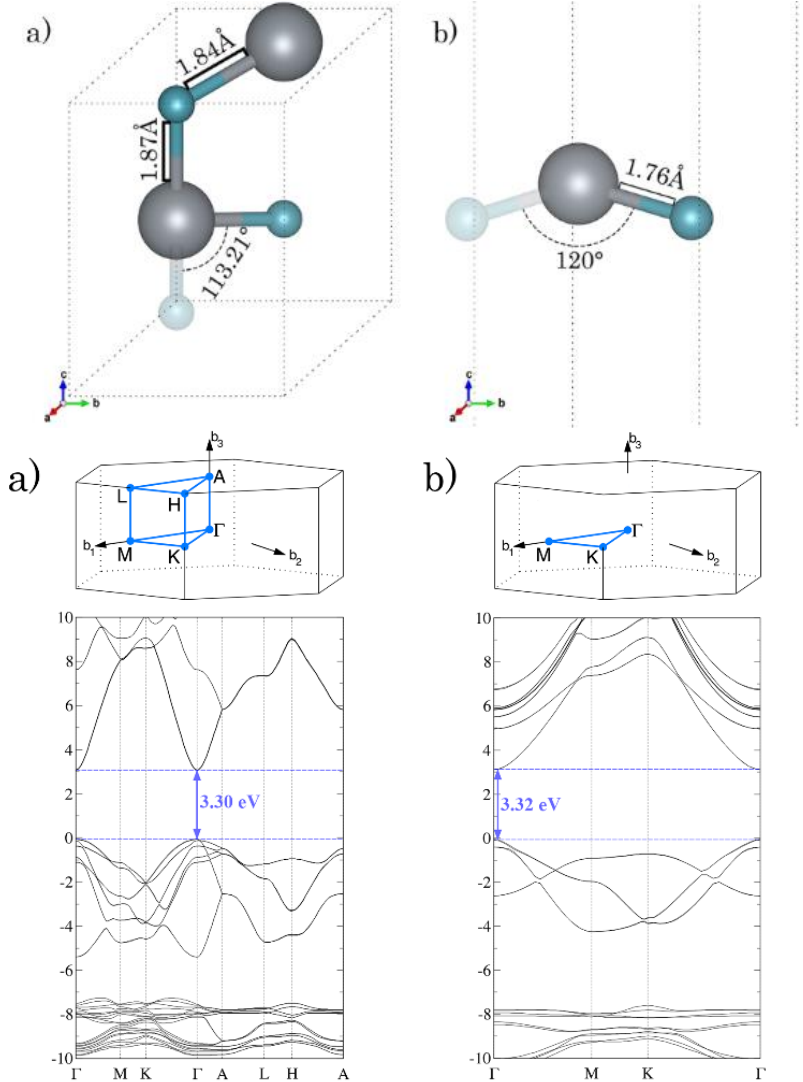 a)
1.84Å
1.87Å
113.21°
c
b
a
b)
1.76Å
120°
c
b
a
a)
b3
A
L
H
Γ
b1
M
K
b2
b)
b3
Γ
b1
M
K
b2
10
8
6
4
2
0
-2
-4
-6
-8
-10
3.30 eV
Γ M K Γ A L H A
10
8
6
4
2
0
-2
-4
-6
-8
-10
3.32 eV
Γ M K Γ